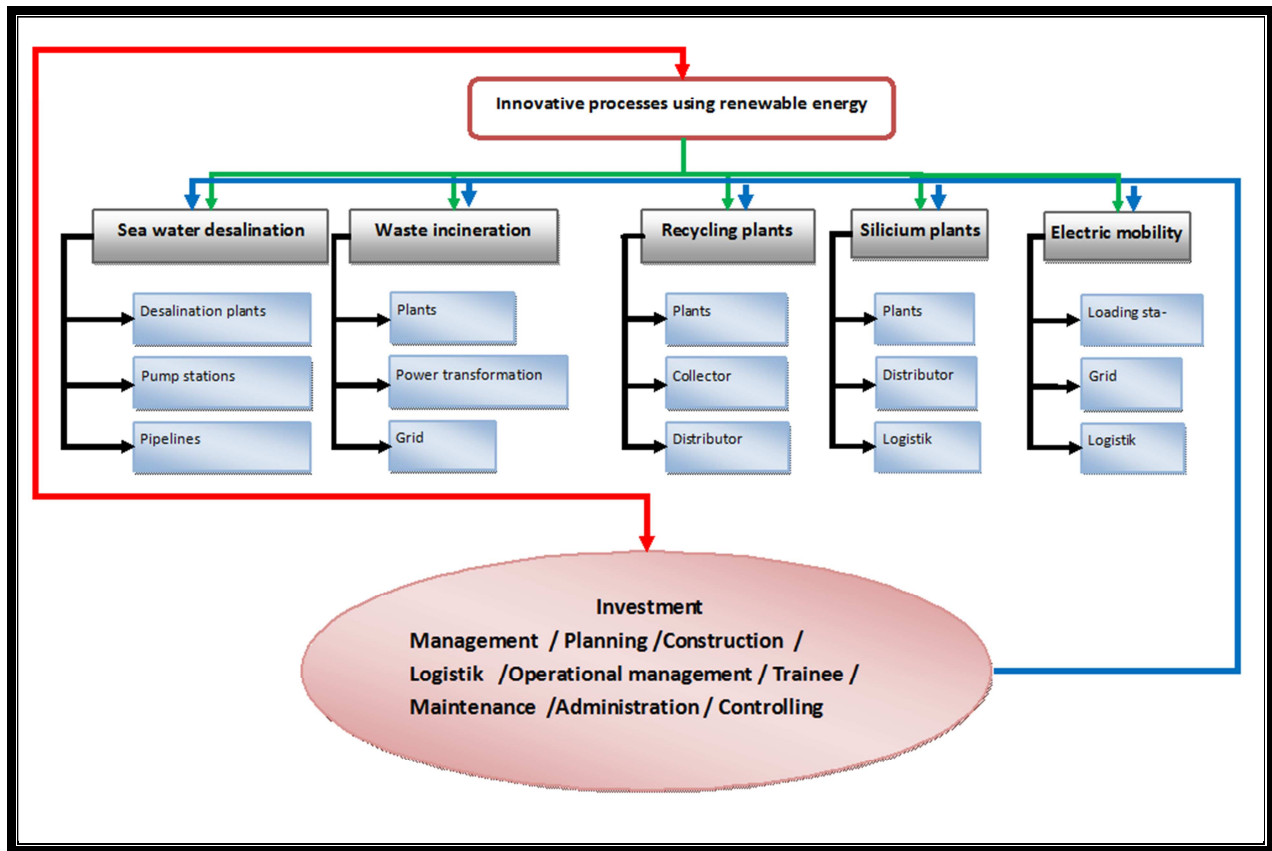 Innovative processes using renewable energy
Sea water desalination
Desalination plants
Pump stations
Pipelines
Waste incineration
Plants
Power transformation
Grid
Recycling plants
Plants
Collector
Distributor
Silicium plants
Plants
Distributor
Logistik
Electric mobility
Loading sta-
Grid
Logistik
Investment
Management / Planning /Construction /
Logistik /Operational management / Trainee /
Maintenance /Administration / Controlling